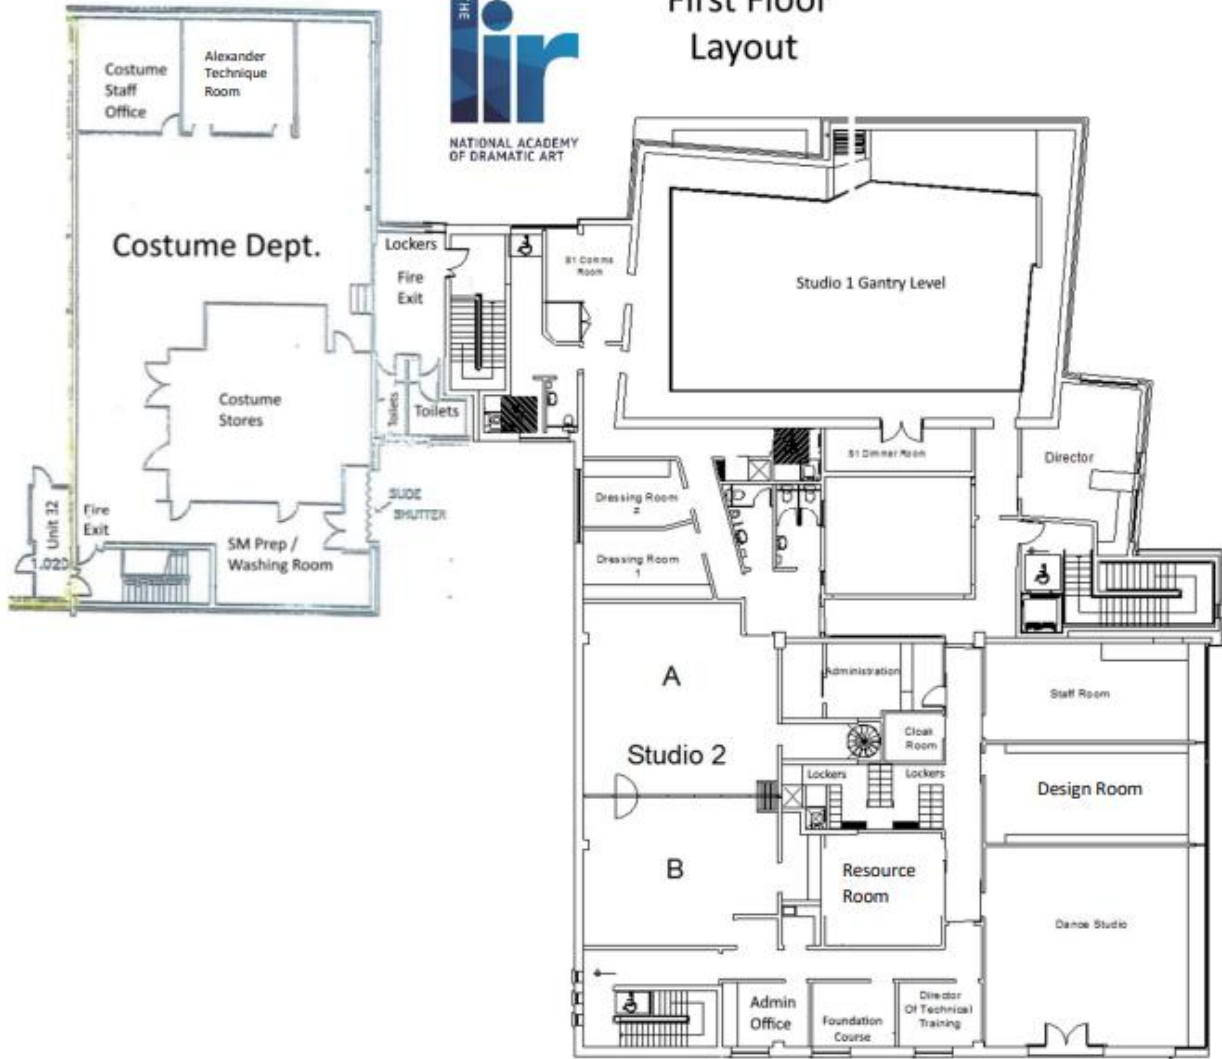 First Floor
Layout
THE
lir
NATIONAL ACADEMY
OF DRAMATIC ART
Costume
Staff
Office
Alexander
Technique
Room
Costume Dept.
Lockers
Fire
Exit
S1 Comms
Room
Studio 1 Gantry Level
Costume
Stores
Toilets
Toilets
S1 Dimmer Room
Director
SLIDE
SHUTTER
Unit 32
1.020
Fire
Exit
SM Prep /
Washing Room
Dressing Room
2
Dressing Room
1
A
Studio 2
B
Administration
Staff Room
Cloak
Room
Lockers
Lockers
Design Room
Resource
Room
Dance Studio
Admin
Office
Foundation
Course
Director
Of Technical
Training